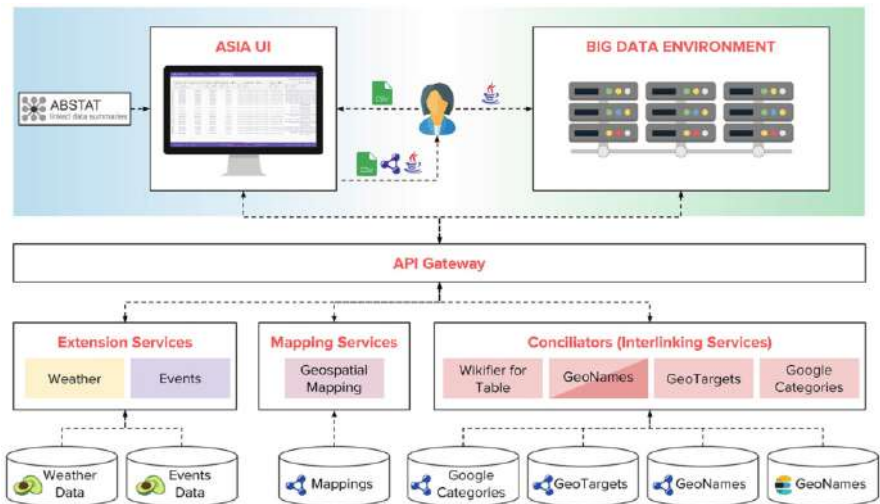 ASIA UI
BIG DATA ENVIRONMENT
ABSTAT
linked data summaries
CSV
CSV
API Gateway
Extension Services
Weather
Events
Mapping Services
Geospatial
Mapping
Conciliators (Interlinking Services)
Wikifier for
Table
GeoNames
GeoTargets
Google
Categories
Weather
Data
Events
Data
Mappings
Google
Categories
GeoTargets
GeoNames
GeoNames